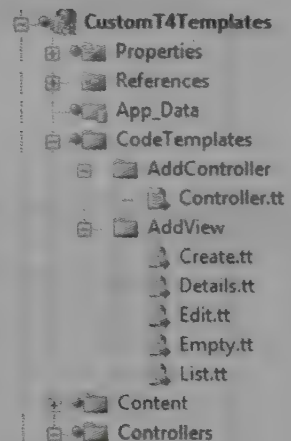 CustomT4Templates
Properties
References
App_Data
CodeTemplates
AddController
Controller.tt
AddView
Create.tt
Details.tt
Edit.tt
Empty.tt
List.tt
Content
Controllers